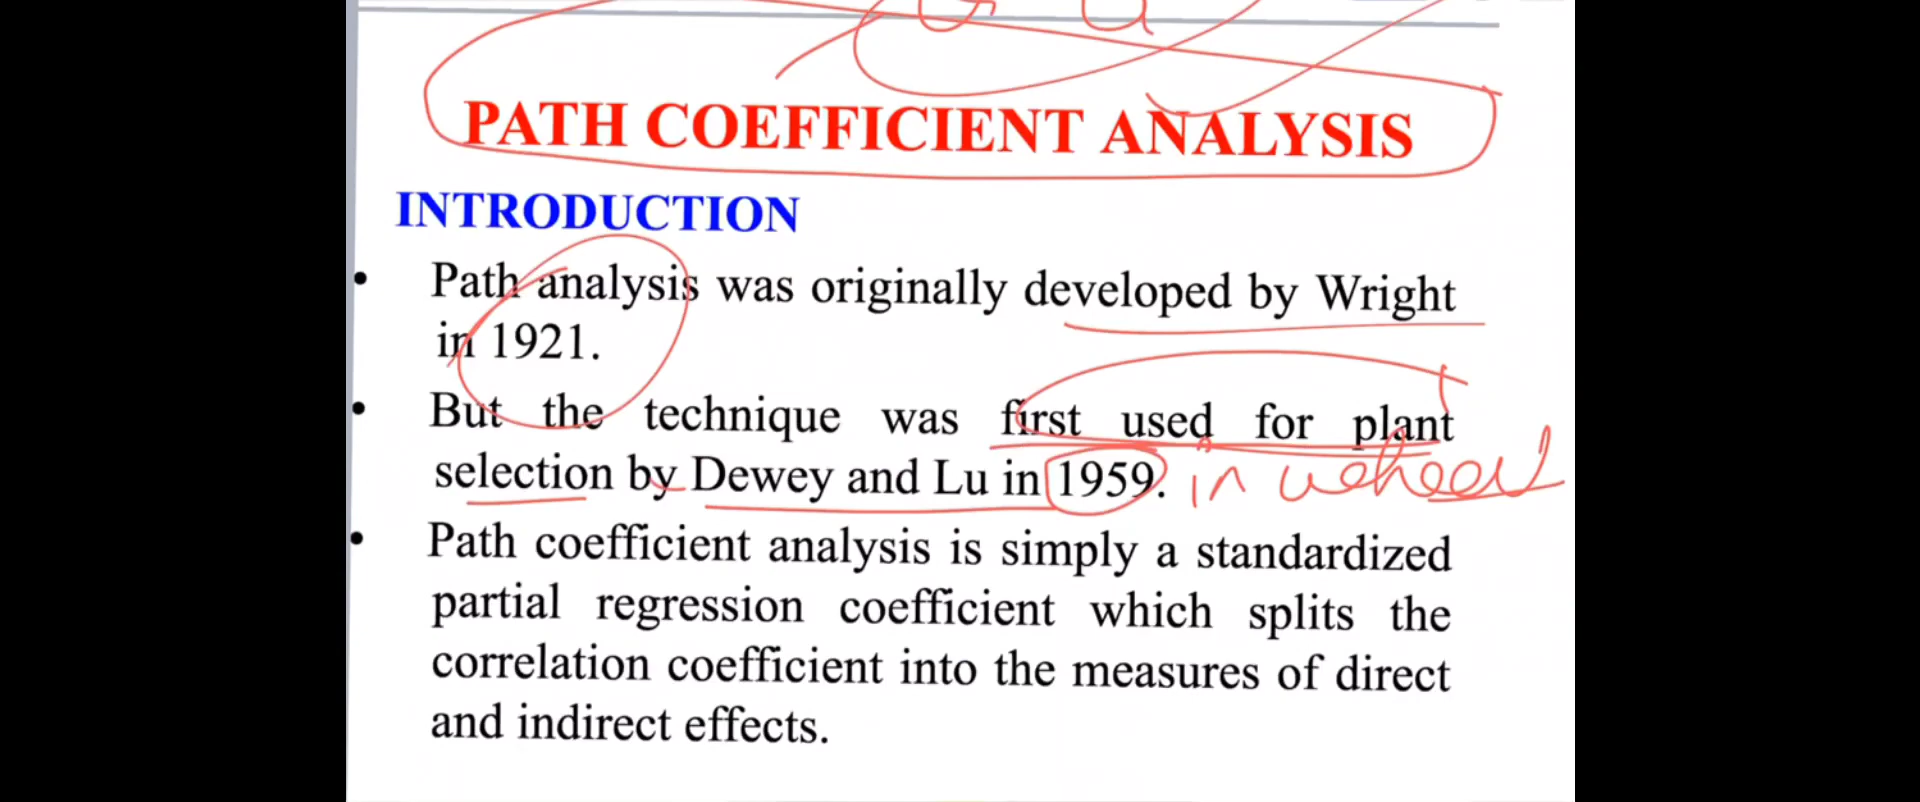 PATH COEFFICIENT ANALYSIS
INTRODUCTION
• Path analysis was originally developed by Wright
in 1921.
• But the technique was first used for plant
selection by Dewey and Lu in 1959. in wheat
• Path coefficient analysis is simply a standardized
partial regression coefficient which splits the
correlation coefficient into the measures of direct
and indirect effects.